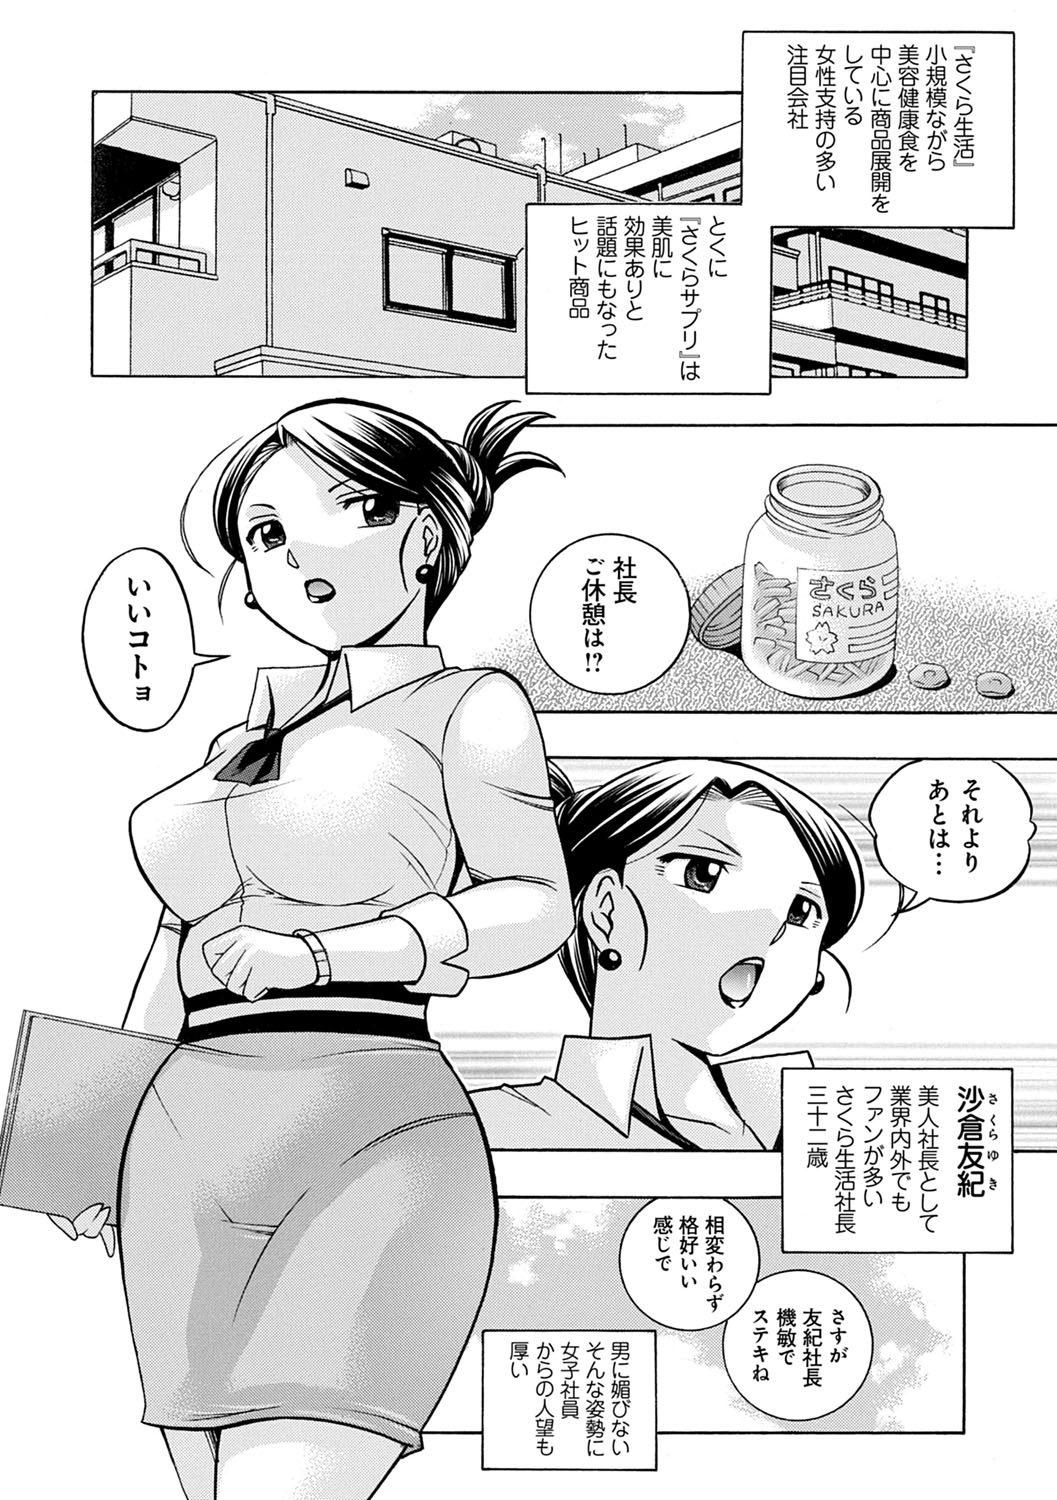 『さくら生活』
小規模ながら
美容健康食を
中心に商品展開を
している
女性支持の多い
注目会社
とくに
『さくらサプリ』は
美肌に
効果ありと
話題にもなった
ヒット商品
さくら
SAKURA
社長
ご休憩は!?
いいコトョ
それより
あとは…
沙倉友紀
さくらゆき
美人社長として
業界内外でも
ファンが多い
さくら生活社長
三十二歳
相変わらず
格好いい
感じで
さすが
友紀社長
機敏で
ステキね
男に媚びない
そんな姿勢に
女子社員
からの人望も
厚い